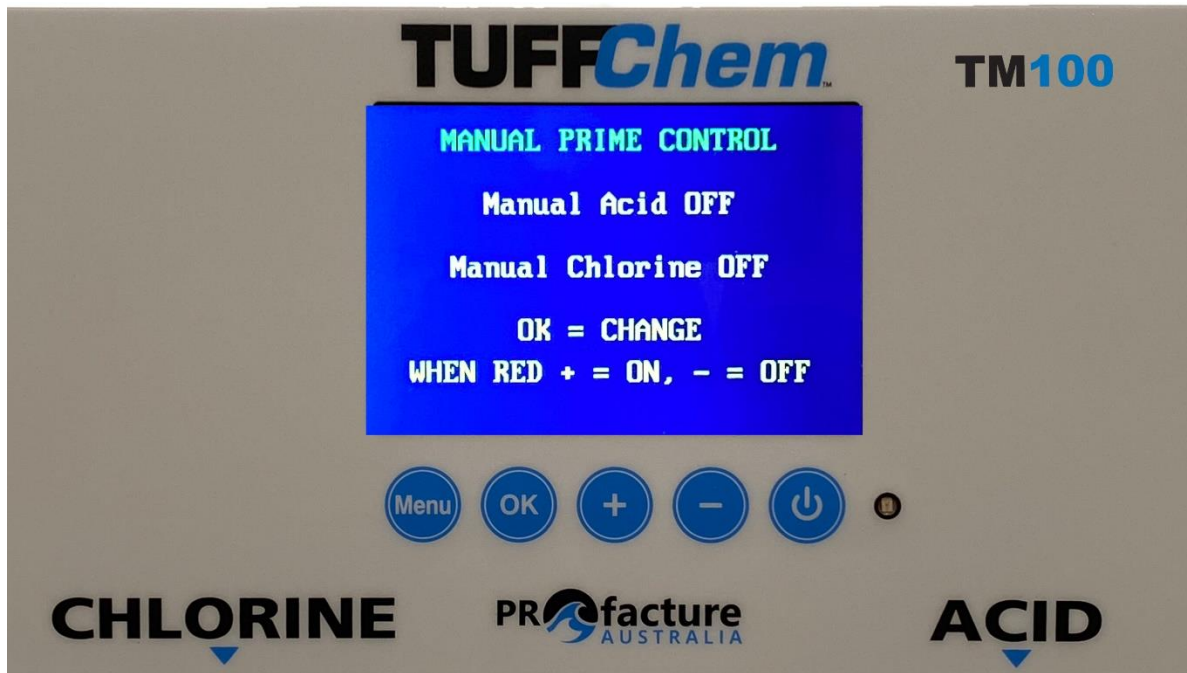 TUFFChem™
TM100
MANUAL PRIME CONTROL
Manual Acid OFF
Manual Chlorine OFF
OK = CHANGE
WHEN RED + = ON, - = OFF
Menu OK + -
CHLORINE
PROfacture
AUSTRALIA
ACID